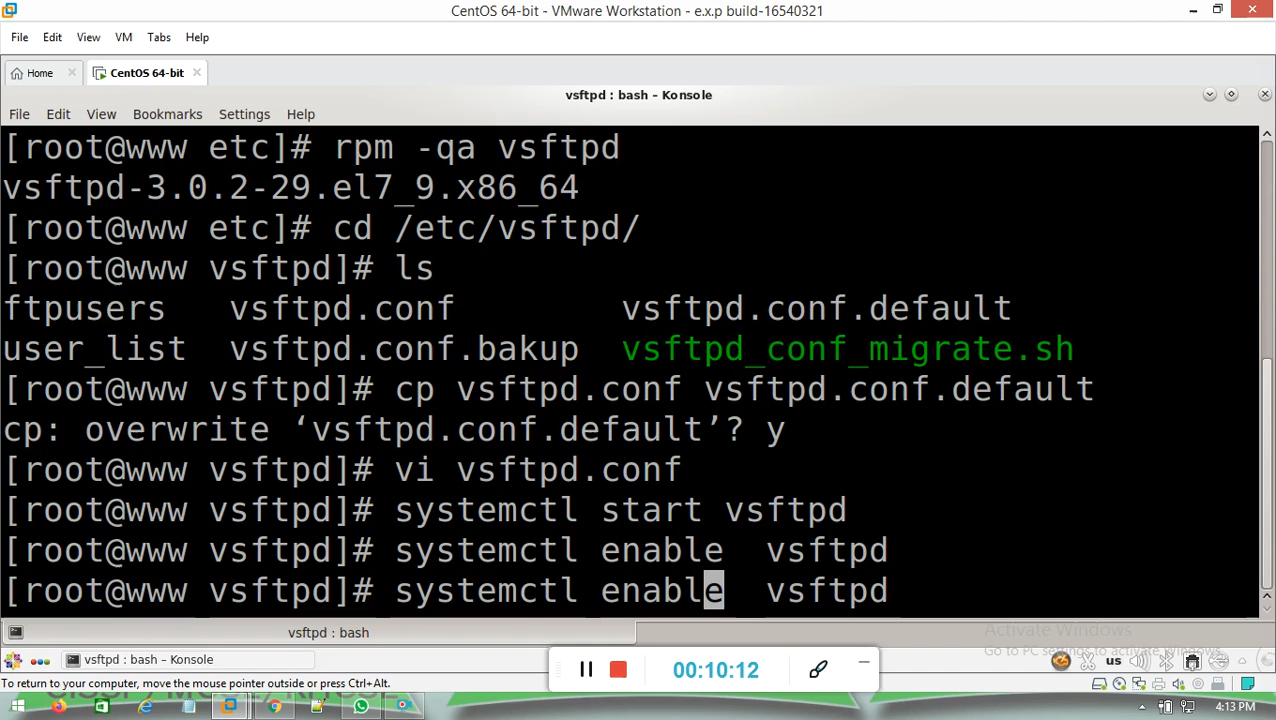 CentOS 64-bit - VMware Workstation - e.x.p build-16540321
File Edit View VM Tabs Help
Home CentOS 64-bit
vsftpd : bash – Konsole
File Edit View Bookmarks Settings Help
[root@www etc]# rpm -qa vsftpd
vsftpd-3.0.2-29.el7_9.x86_64
[root@www etc]# cd /etc/vsftpd/
[root@www vsftpd]# ls
ftpusers vsftpd.conf vsftpd.conf.default
user_list vsftpd.conf.bakup vsftpd_conf_migrate.sh
[root@www vsftpd]# cp vsftpd.conf vsftpd.conf.default
cp: overwrite ‘vsftpd.conf.default’? y
[root@www vsftpd]# vi vsftpd.conf
[root@www vsftpd]# systemctl start vsftpd
[root@www vsftpd]# systemctl enable  vsftpd
[root@www vsftpd]# systemctl enable  vsftpd
vsftpd : bash
Activate Windows
Go to PC settings to activate Windows.
vsftpd : bash – Konsole
00:10:12
us
To return to your computer, move the mouse pointer outside or press Ctrl+Alt.
4:13 PM